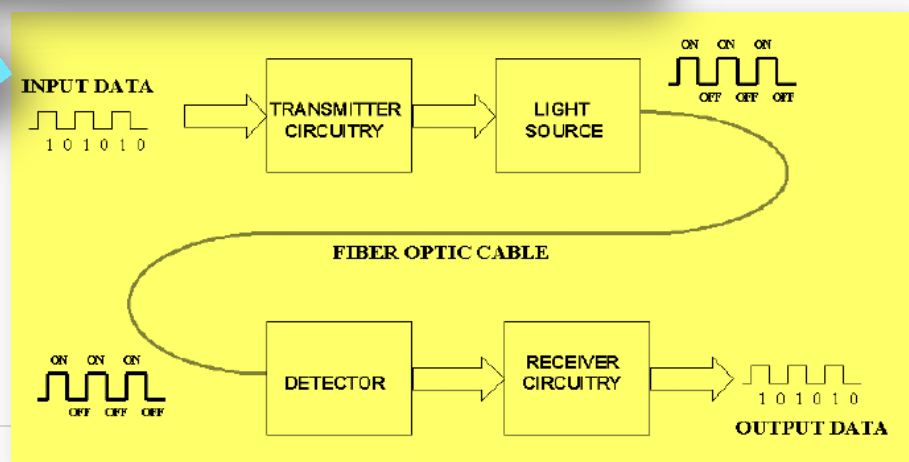 ON ON ON
OFF OFF OFF
INPUT DATA
1 0 1 0 1 0
TRANSMITTER
CIRCUITRY
LIGHT
SOURCE
FIBER OPTIC CABLE
ON ON ON
OFF OFF OFF
DETECTOR
RECEIVER
CIRCUITRY
1 0 1 0 1 0
OUTPUT DATA